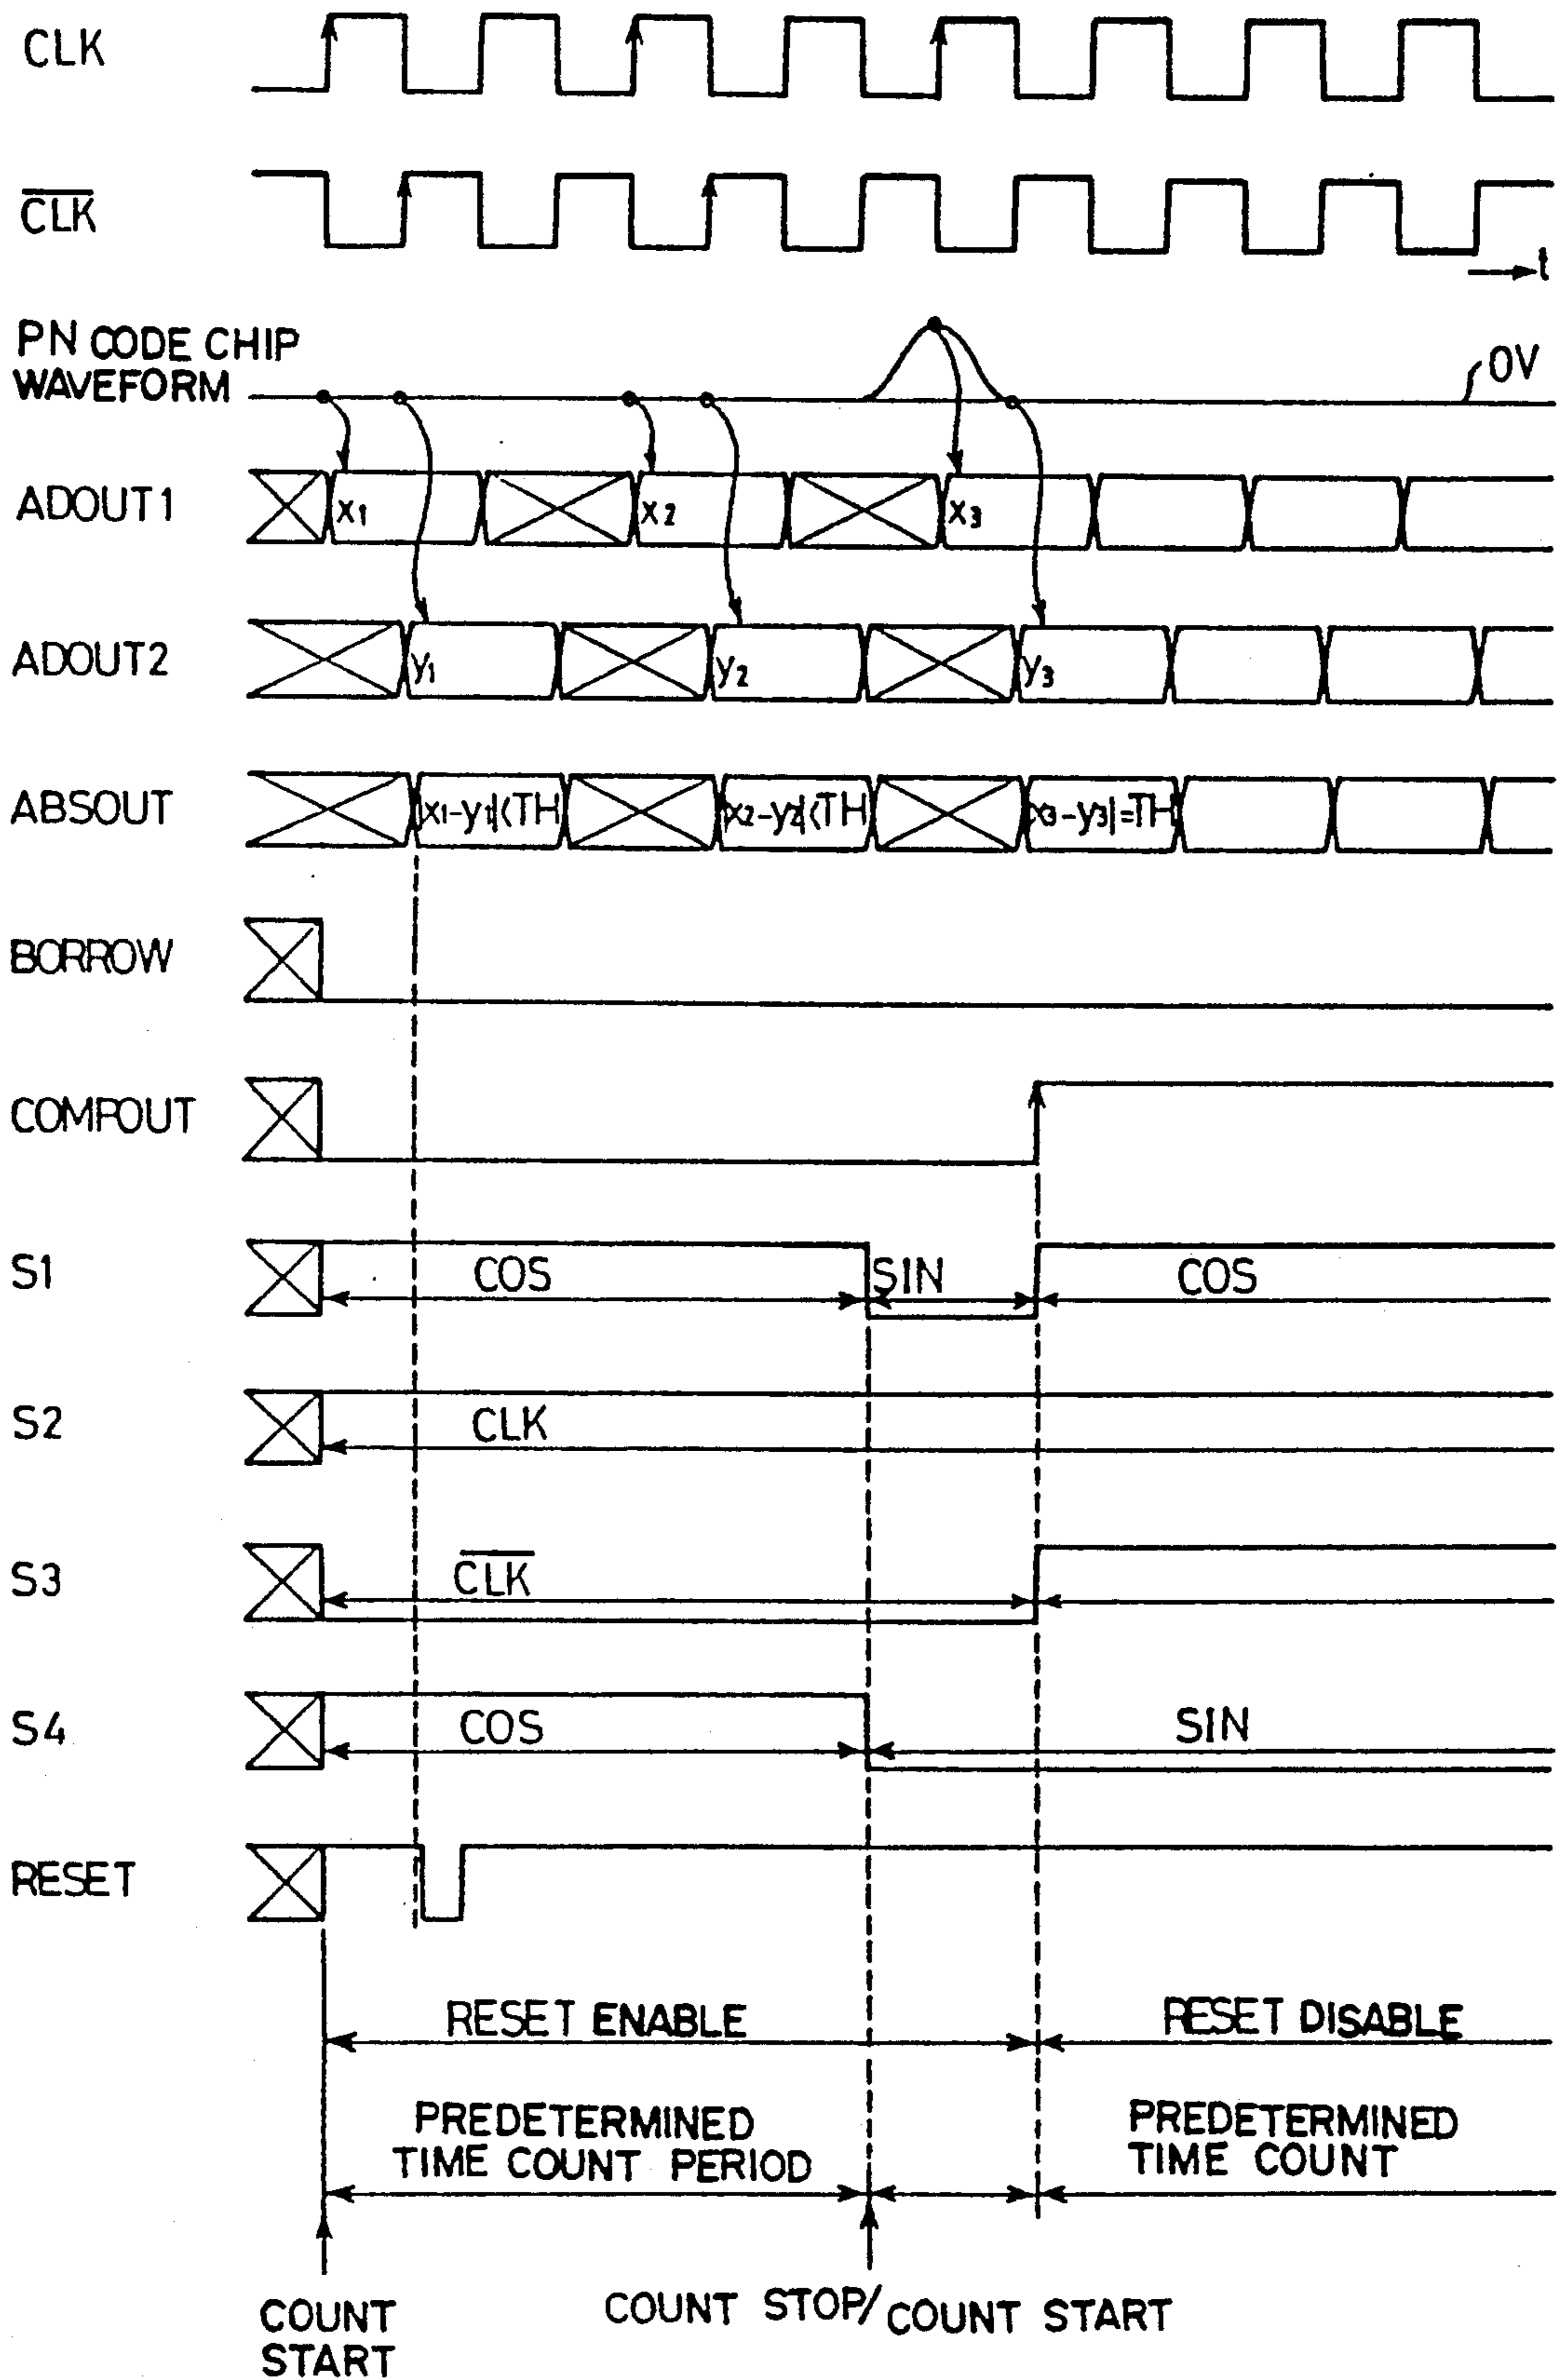 CLK
C̅L̅K̅
t
PN CODE CHIP
WAVEFORM
0V
ADOUT1
x1
x2
x3
ADOUT2
y1
y2
y3
ABSOUT
|x1-y1|<TH
|x2-y2|<TH
|x3-y3|=TH
BORROW
COMPOUT
S1
COS
SIN
COS
S2
CLK
S3
C̅L̅K̅
S4
COS
SIN
RESET
RESET ENABLE
RESET DISABLE
PREDETERMINED
TIME COUNT PERIOD
PREDETERMINED
TIME COUNT
COUNT
START
COUNT STOP/COUNT START